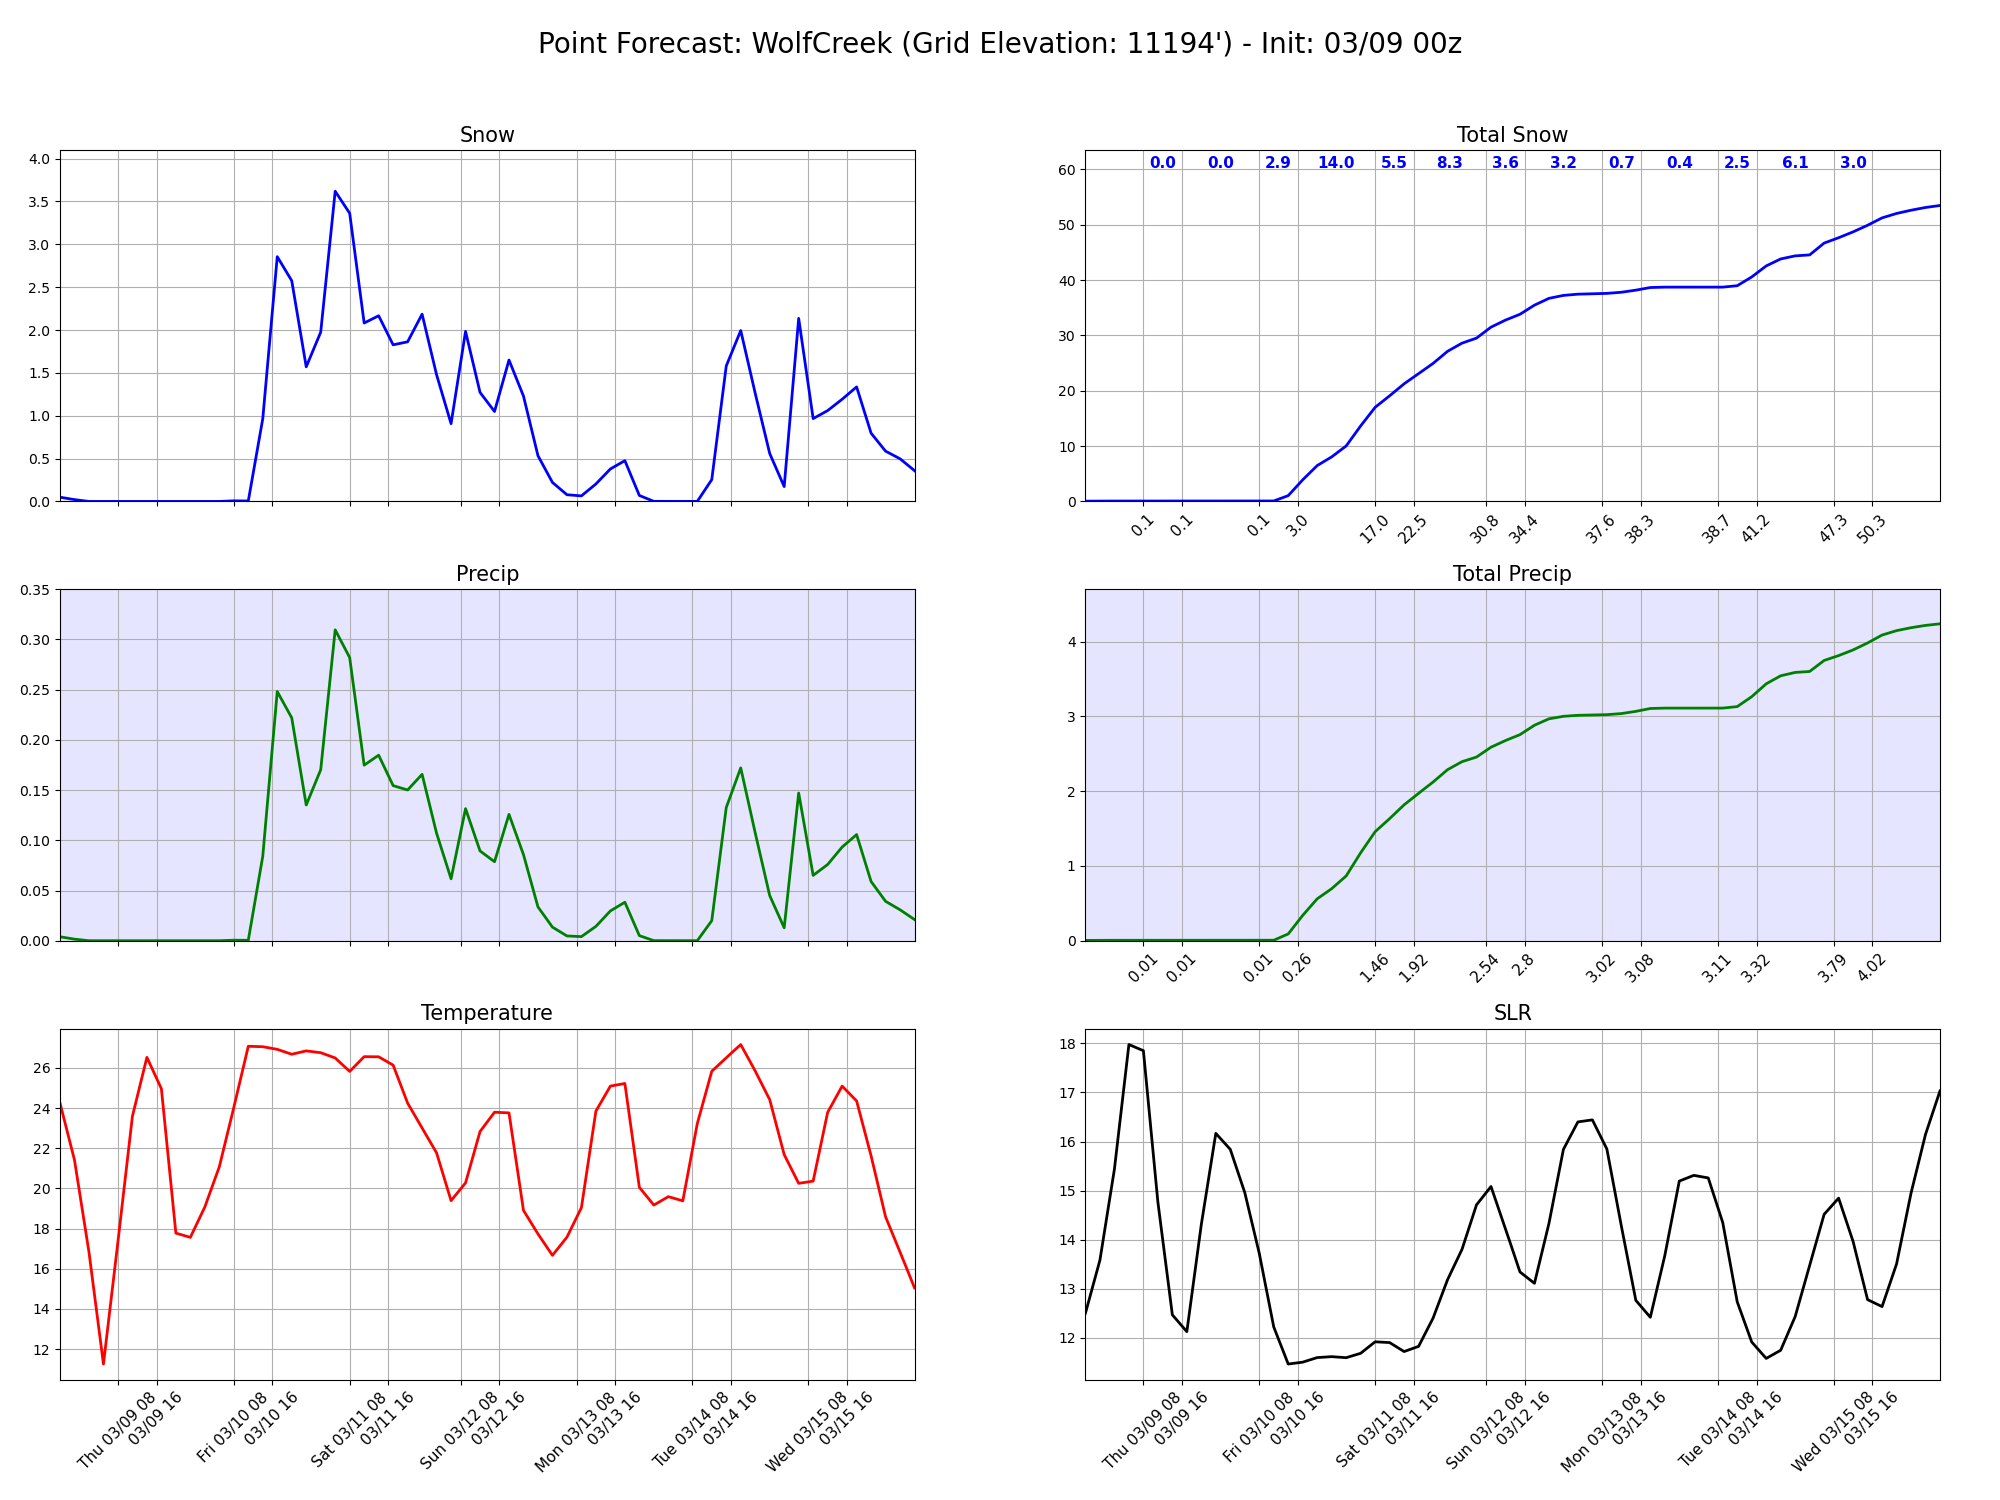 Point Forecast: WolfCreek (Grid Elevation: 11194') - Init: 03/09 00z
Snow
4.0
3.5
3.0
2.5
2.0
1.5
1.0
0.5
0.0
Total Snow
0.0 0.0 2.9 14.0 5.5 8.3 3.6 3.2 0.7 0.4 2.5 6.1 3.0
60
50
40
30
20
10
0
0.1 0.1 0.1 3.0 17.0 22.5 30.8 34.4 37.6 38.3 38.7 41.2 47.3 50.3
Precip
0.35
0.30
0.25
0.20
0.15
0.10
0.05
0.00
Total Precip
4
3
2
1
0
0.01 0.01 0.01 0.26 1.46 1.92 2.54 2.8 3.02 3.08 3.11 3.32 3.79 4.02
Temperature
26
24
22
20
18
16
14
12
Thu 03/09 08
03/09 16
Fri 03/10 08
03/10 16
Sat 03/11 08
03/11 16
Sun 03/12 08
03/12 16
Mon 03/13 08
03/13 16
Tue 03/14 08
03/14 16
Wed 03/15 08
03/15 16
SLR
18
17
16
15
14
13
12
Thu 03/09 08
03/09 16
Fri 03/10 08
03/10 16
Sat 03/11 08
03/11 16
Sun 03/12 08
03/12 16
Mon 03/13 08
03/13 16
Tue 03/14 08
03/14 16
Wed 03/15 08
03/15 16